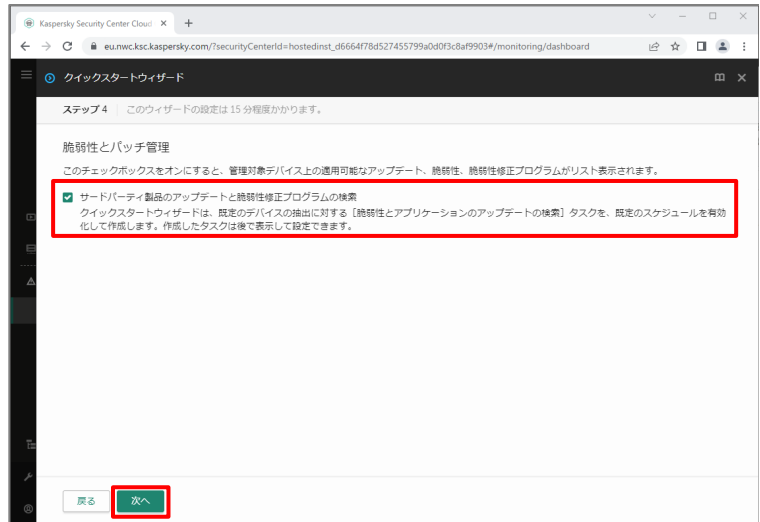 Kaspersky Security Center Cloud
eu.nwc.ksc.kaspersky.com/?securityCenterId=hostedinst_d6664f78d527455799a0d0f3c8af9903#/monitoring/dashboard
クイックスタートウィザード
ステップ 4 このウィザードの設定は 15 分程度かかります。
脆弱性とパッチ管理
このチェックボックスをオンにすると、管理対象デバイス上の適用可能なアップデート、脆弱性、脆弱性修正プログラムがリスト表示されます。
サードパーティ製品のアップデートと脆弱性修正プログラムの検索
クイックスタートウィザードは、既定のデバイスの抽出に対する［脆弱性とアプリケーションのアップデートの検索］タスクを、既定のスケジュールを有効
化して作成します。作成したタスクは後で表示して設定できます。
戻る 次へ